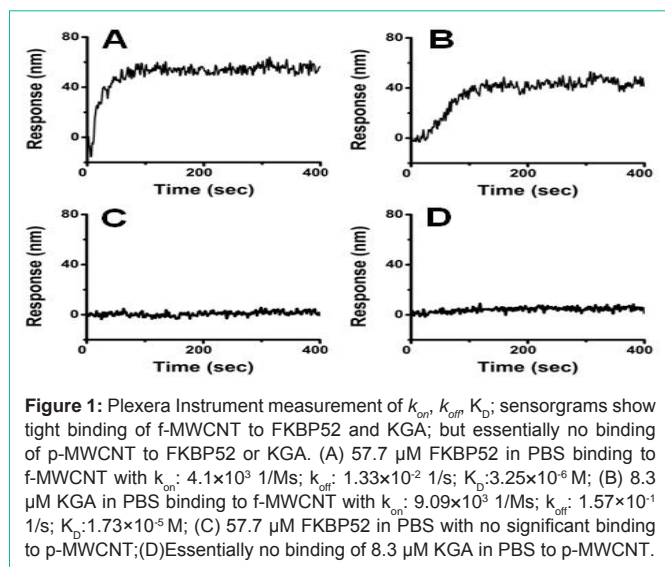 A
B
80
60
40
0
Response (nm)
0
200
400
Time (sec)
80
40
0
Response (nm)
0
200
400
Time (sec)
C
D
80
40
0
Response (nm)
0
200
400
Time (sec)
80
40
0
Response (nm)
0
200
400
Time (sec)
Figure 1: Plexera Instrument measurement of kon, koff, KD; sensorgrams show
tight binding of f-MWCNT to FKBP52 and KGA; but essentially no binding
of p-MWCNT to FKBP52 or KGA. (A) 57.7 µM FKBP52 in PBS binding to
f-MWCNT with kon: 4.1×10³ 1/Ms; koff: 1.33×10⁻² 1/s; KD:3.25×10⁻⁶ M; (B) 8.3
µM KGA in PBS binding to f-MWCNT with kon: 9.09×10³ 1/Ms; koff: 1.57×10⁻¹
1/s; KD:1.73×10⁻⁵ M; (C) 57.7 µM FKBP52 in PBS with no significant binding
to p-MWCNT;(D)Essentially no binding of 8.3 µM KGA in PBS to p-MWCNT.